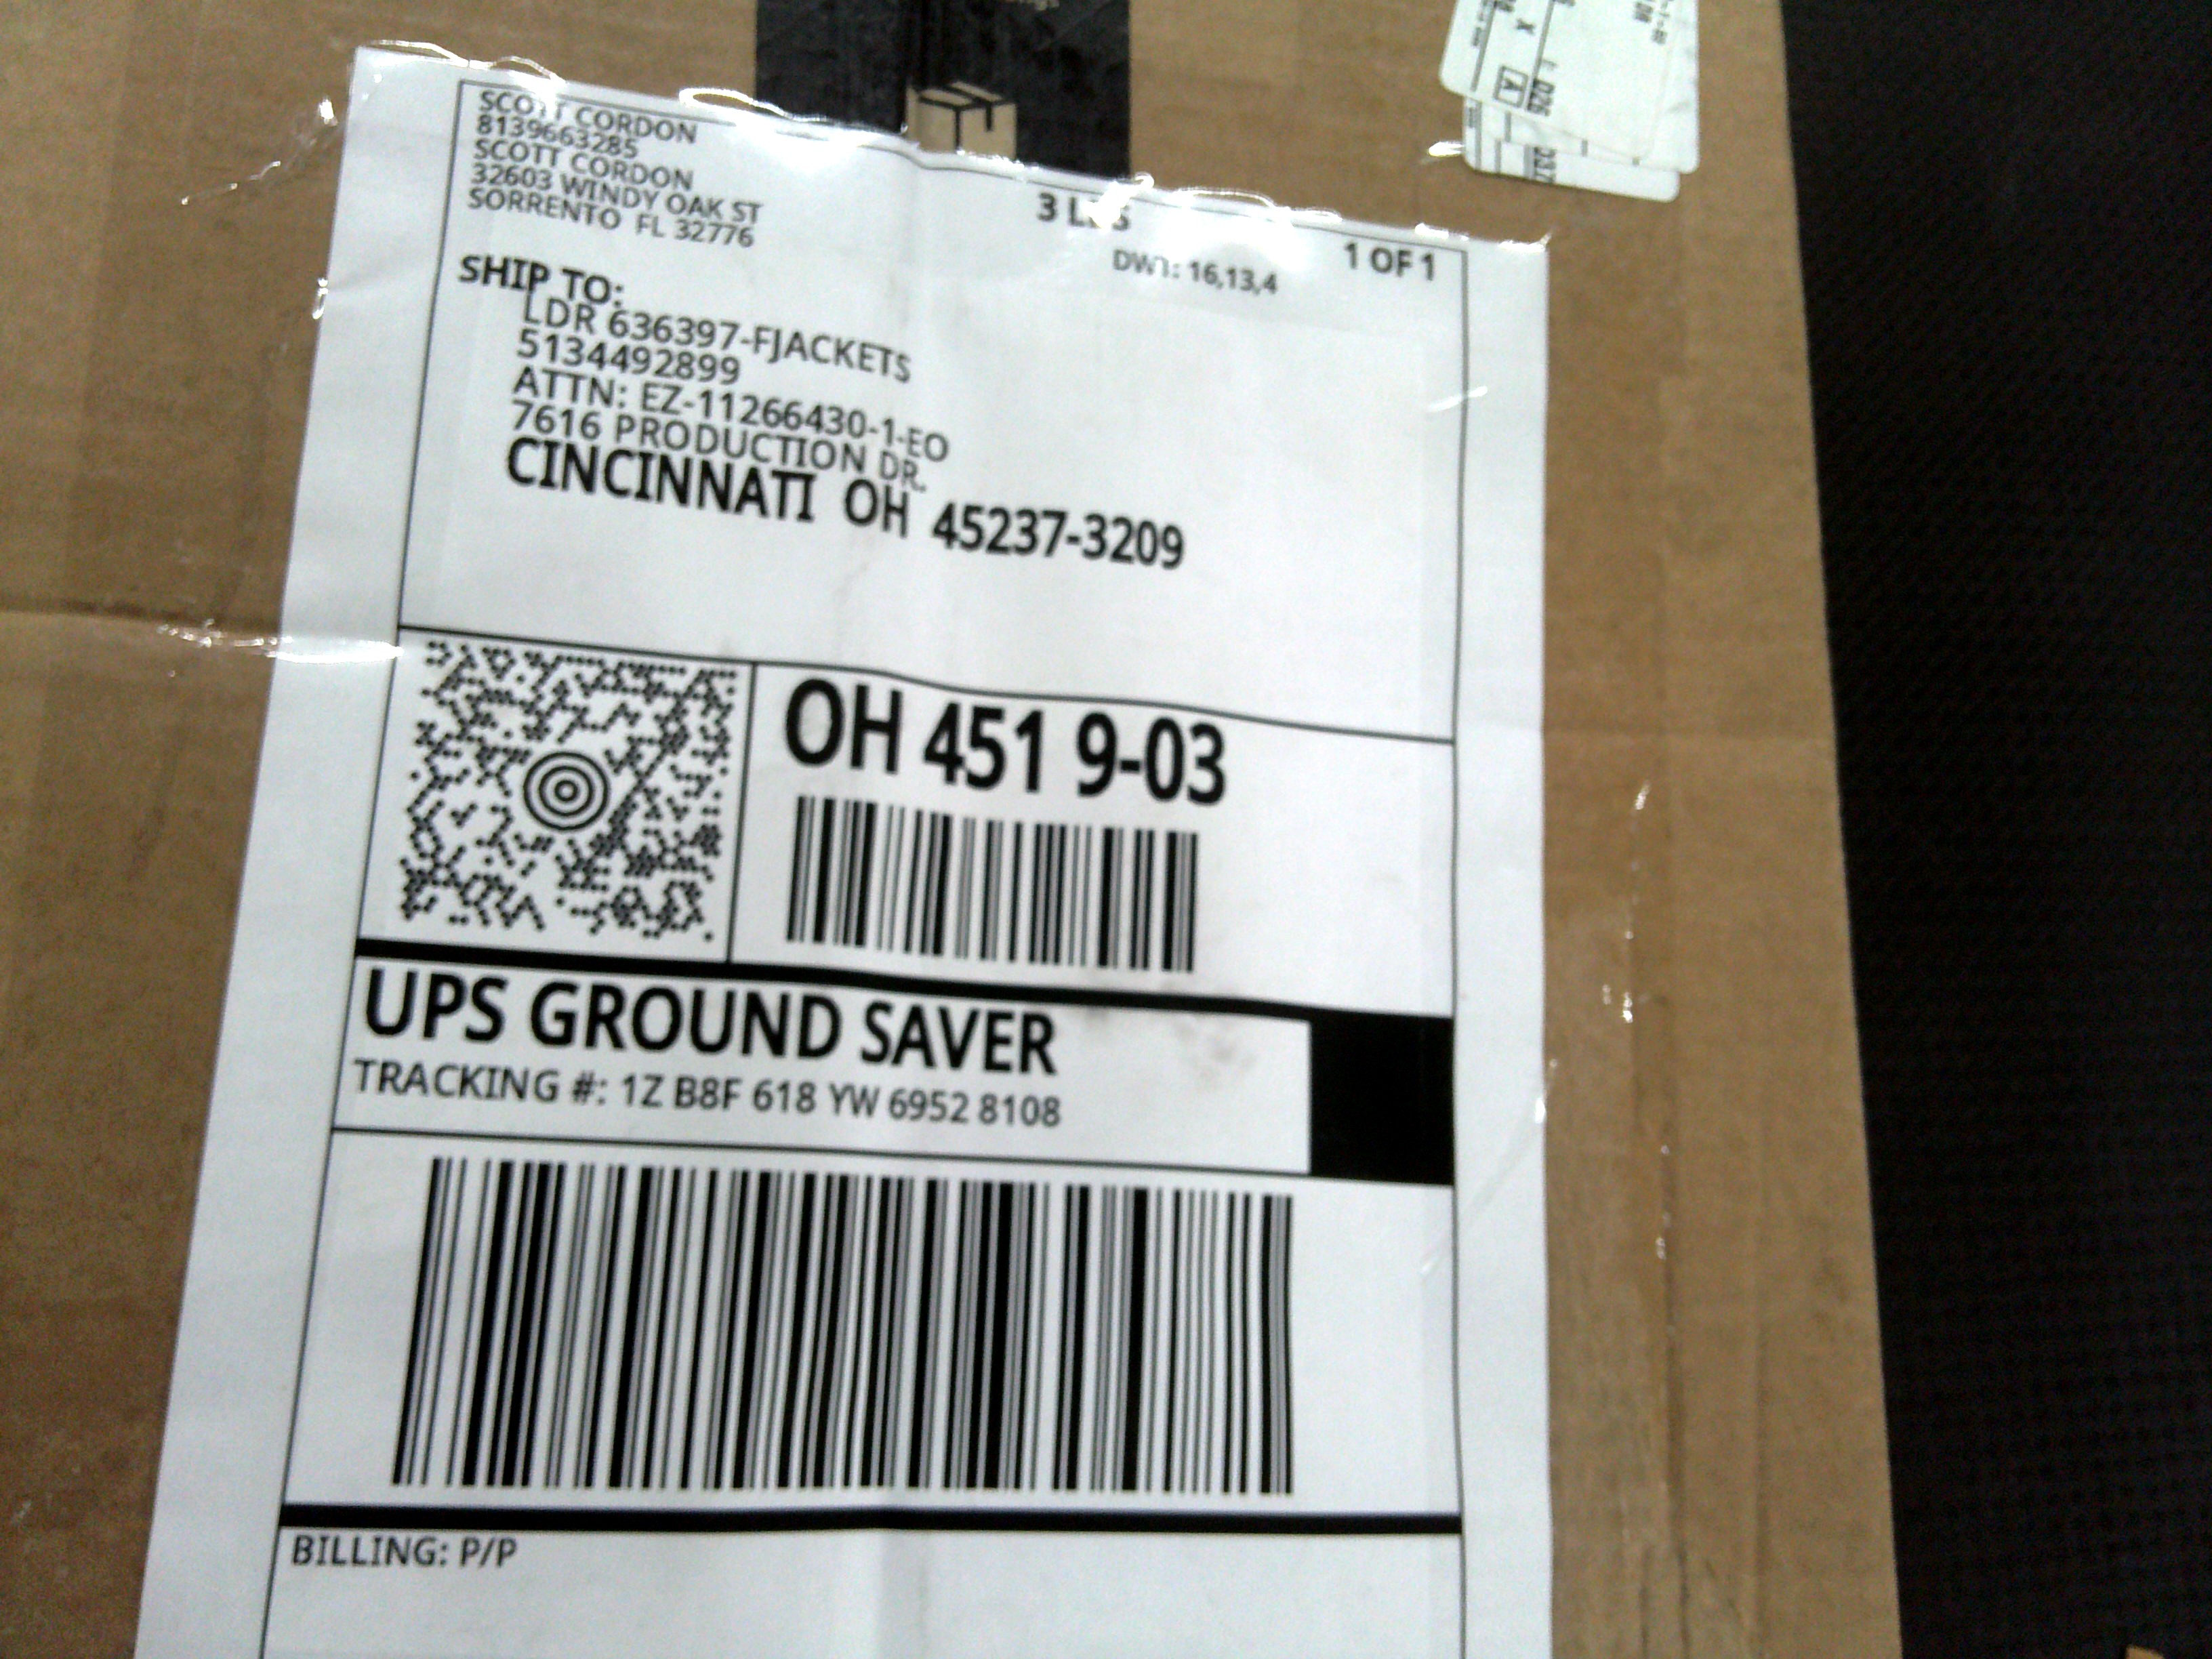 SCOTT CORDON
8139663285
SCOTT CORDON
32603 WINDY OAK ST
SORRENTO FL 32776
3 LBS
1 OF 1
DWT: 16,13,4
SHIP TO:
LDR 636397-FJACKETS
5134492899
ATTN: EZ-11266430-1-EO
7616 PRODUCTION DR.
CINCINNATI OH 45237-3209
OH 451 9-03
UPS GROUND SAVER
TRACKING #: 1Z B8F 618 YW 6952 8108
BILLING: P/P